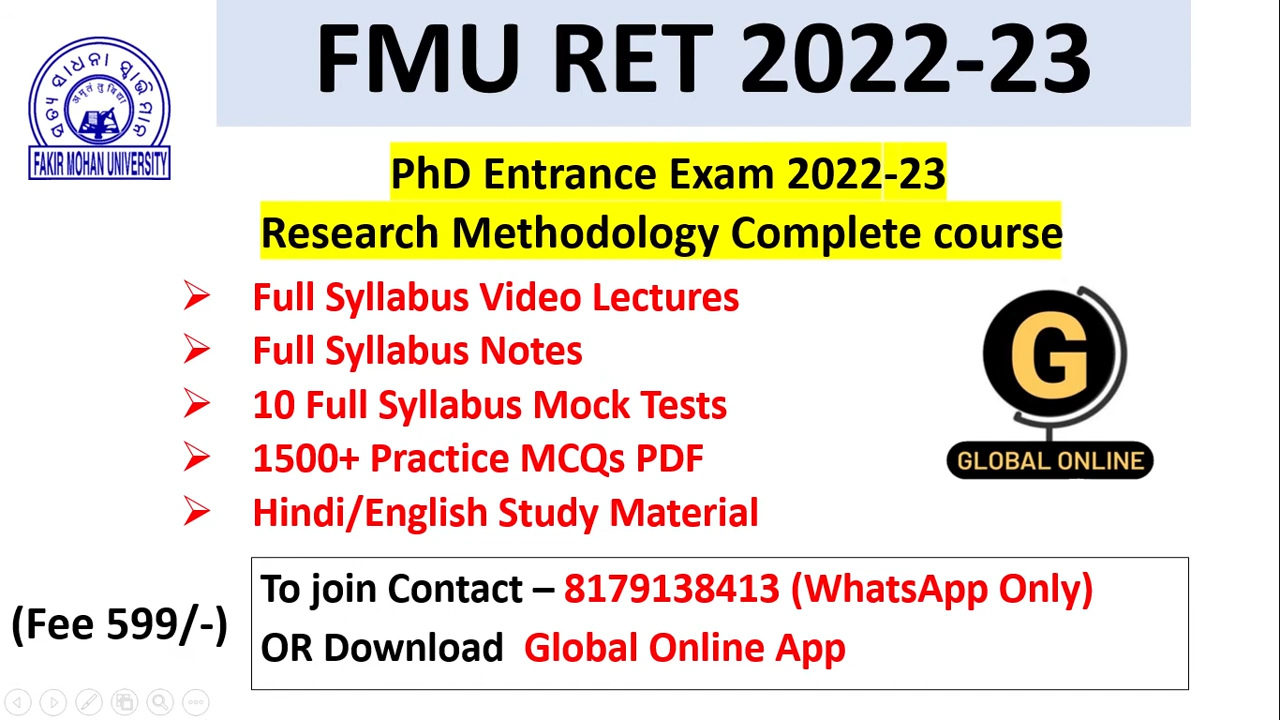 FMU RET 2022-23
ଉତ୍ୟ ସାଧନା ସ୍ଵାଭିମାନ
FAKIR MOHAN UNIVERSITY
PhD Entrance Exam 2022-23
Research Methodology Complete course
➢ Full Syllabus Video Lectures
➢ Full Syllabus Notes
➢ 10 Full Syllabus Mock Tests
➢ 1500+ Practice MCQs PDF
➢ Hindi/English Study Material
G
GLOBAL ONLINE
(Fee 599/-)
To join Contact – 8179138413 (WhatsApp Only)
OR Download Global Online App